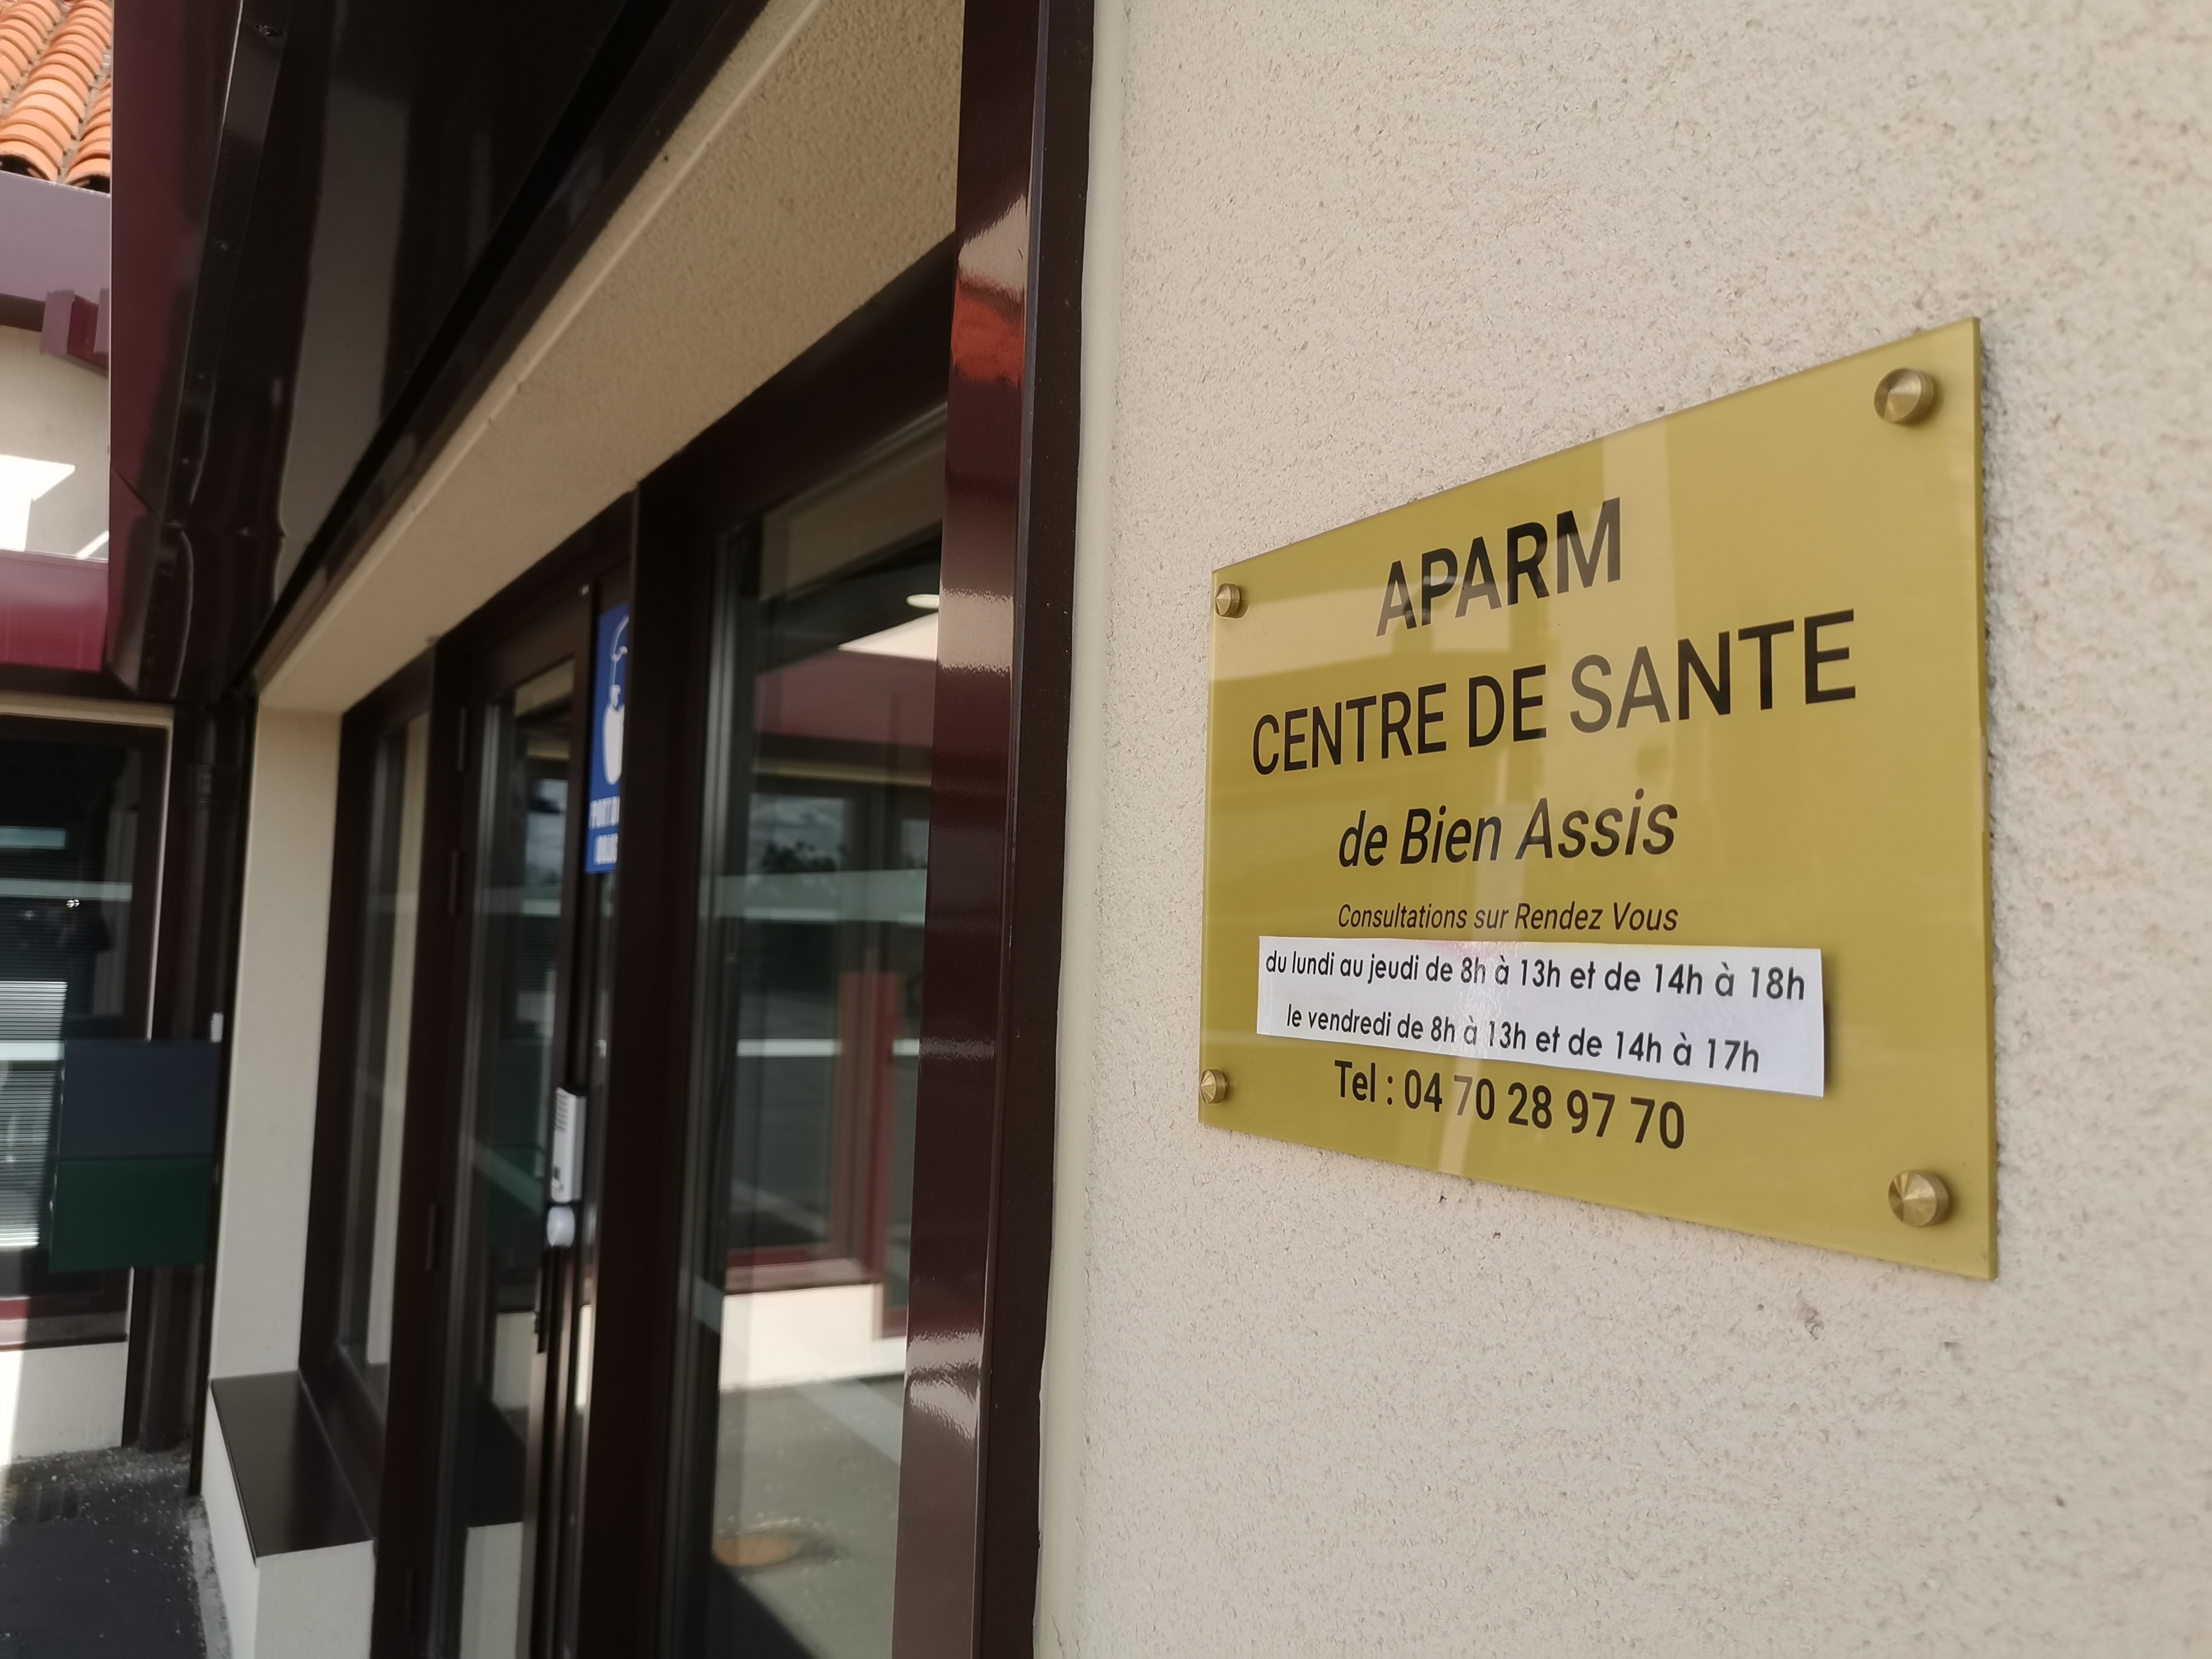 APARM
CENTRE DE SANTE
de Bien Assis
Consultations sur Rendez Vous
du lundi au jeudi de 8h à 13h et de 14h à 18h
le vendredi de 8h à 13h et de 14h à 17h
Tel : 04 70 28 97 70